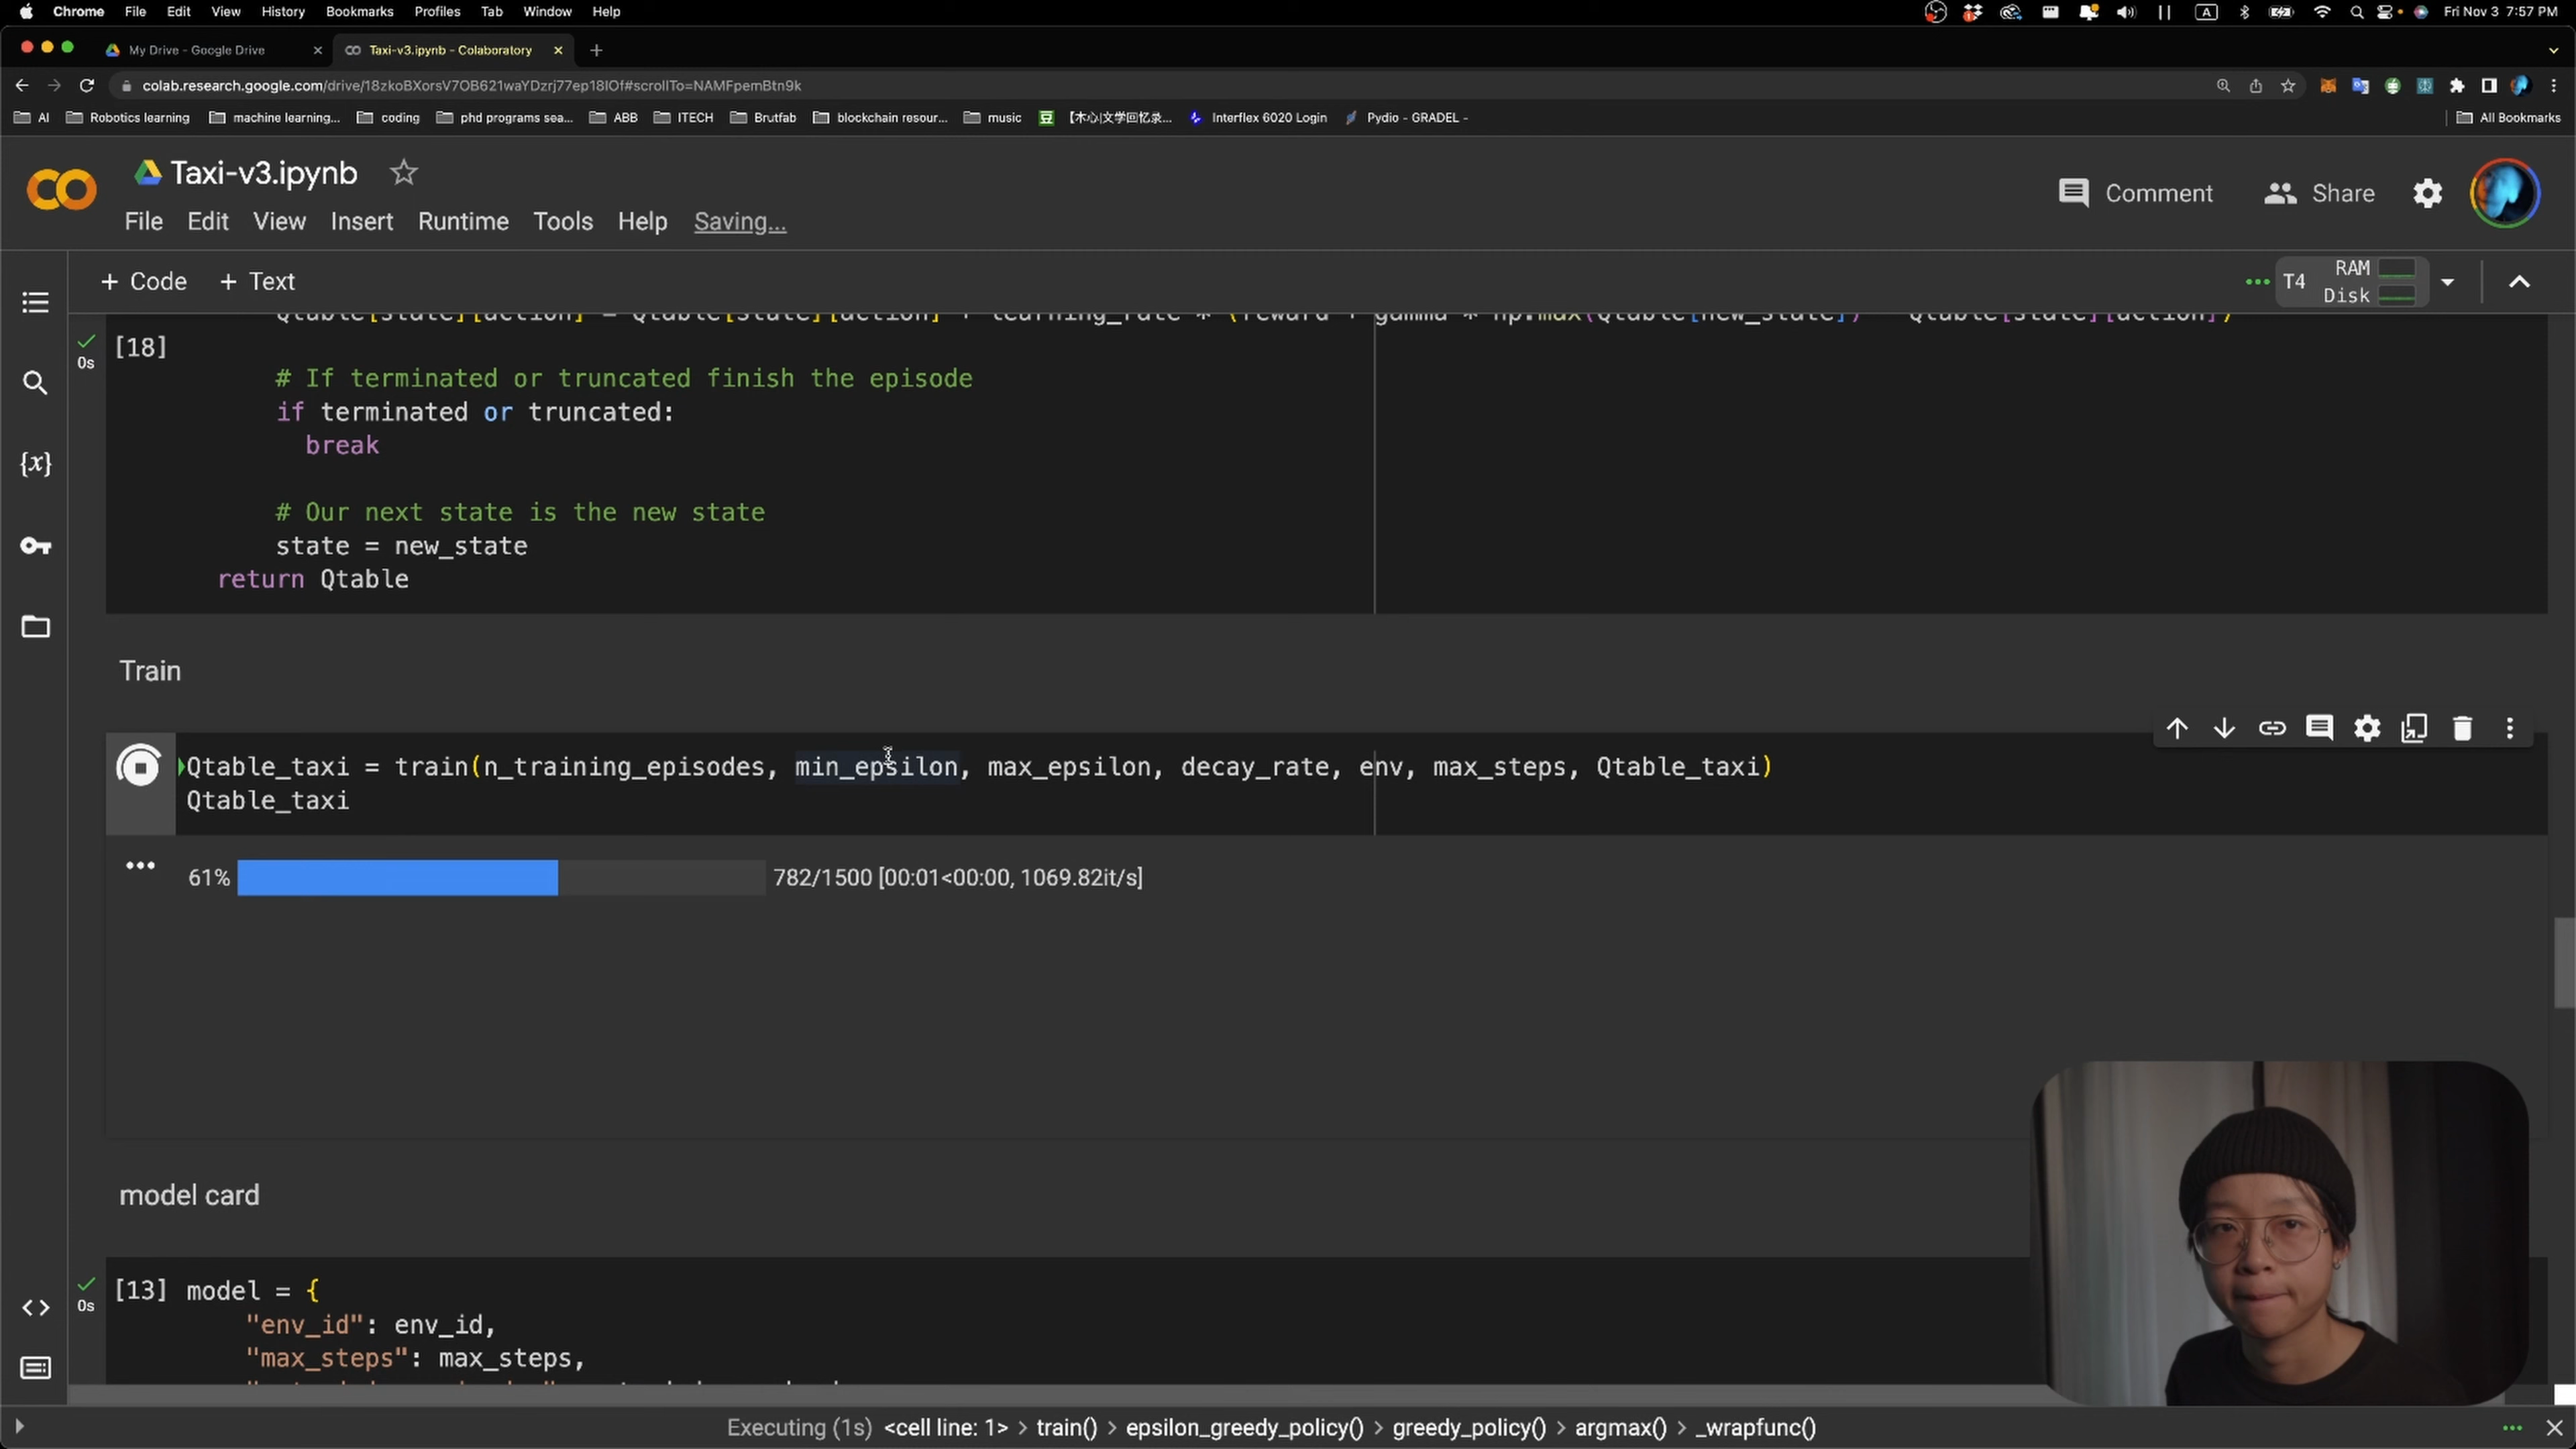 Chrome File Edit View History Bookmarks Profiles Tab Window Help
A Fri Nov 3 7:57 PM
My Drive - Google Drive Taxi-v3.ipynb - Colaboratory
colab.research.google.com/drive/18zkoBXorsV7OB621waYDzrj77ep18IOf#scrollTo=NAMFpemBtn9k
AI Robotics learning machine learning... coding phd programs sea... ABB ITECH Brutfab blockchain resour... music 豆 【木心|文学回忆录... Interflex 6020 Login Pydio - GRADEL - All Bookmarks
Taxi-v3.ipynb
Comment Share
File Edit View Insert Runtime Tools Help Saving...
+ Code + Text
T4 RAM
Disk
Qtable[state][action] = Qtable[state][action] + learning_rate * (reward + gamma * np.max(Qtable[new_state]) - Qtable[state][action])
0s [18]
# If terminated or truncated finish the episode
if terminated or truncated:
break
# Our next state is the new state
state = new_state
return Qtable
Train
Qtable_taxi = train(n_training_episodes, min_epsilon, max_epsilon, decay_rate, env, max_steps, Qtable_taxi)
Qtable_taxi
61% 782/1500 [00:01<00:00, 1069.82it/s]
model card
0s [13] model = {
"env_id": env_id,
"max_steps": max_steps,
Executing (1s) <cell line: 1> > train() > epsilon_greedy_policy() > greedy_policy() > argmax() > _wrapfunc()